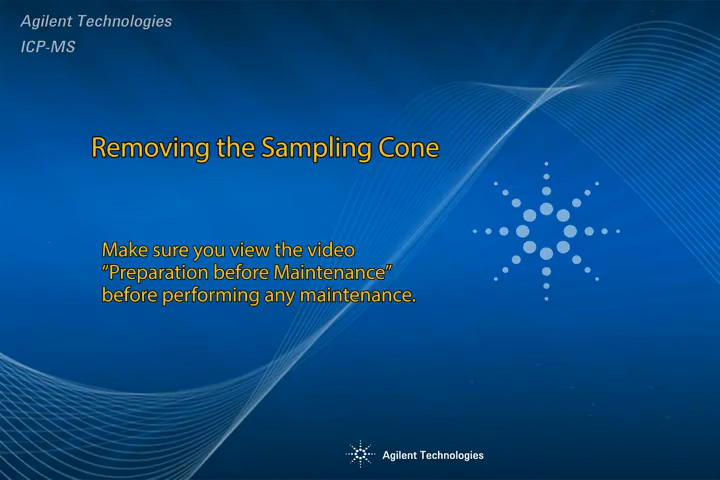 Agilent Technologies
ICP-MS
Removing the Sampling Cone
Make sure you view the video
“Preparation before Maintenance”
before performing any maintenance.
Agilent Technologies